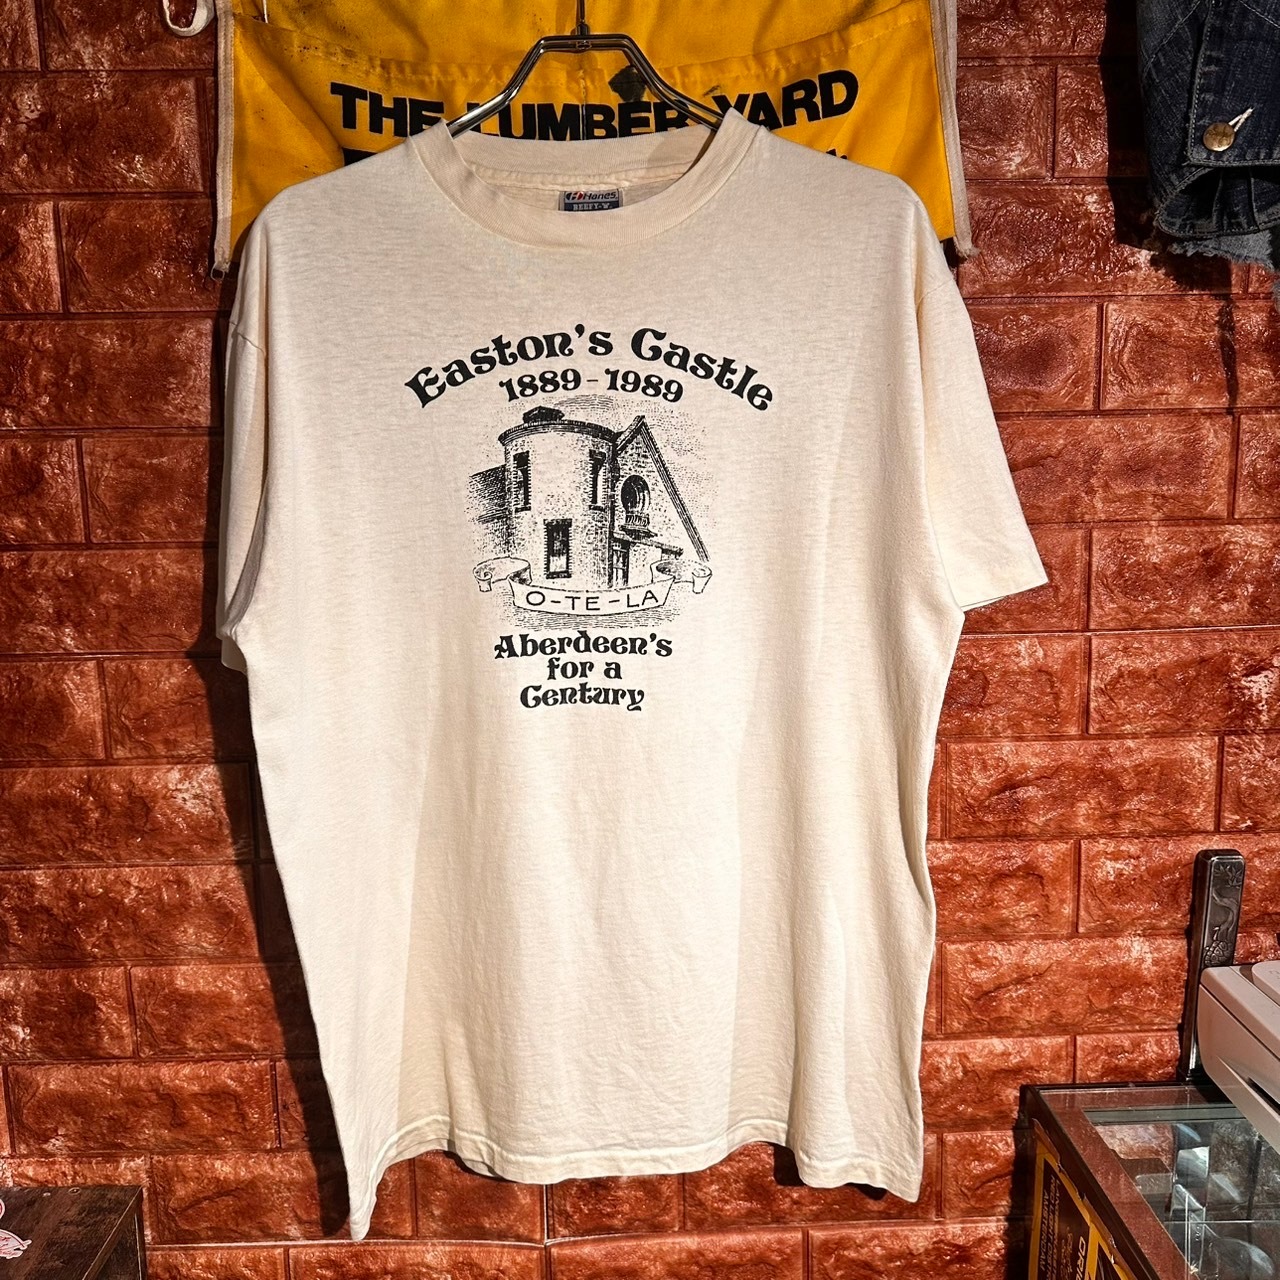 THE LUMBER YARD
Hanes
BEEFY-W.
Easton's Castle
1889-1989
O-TE-LA
Aberdeen's
for a
Century